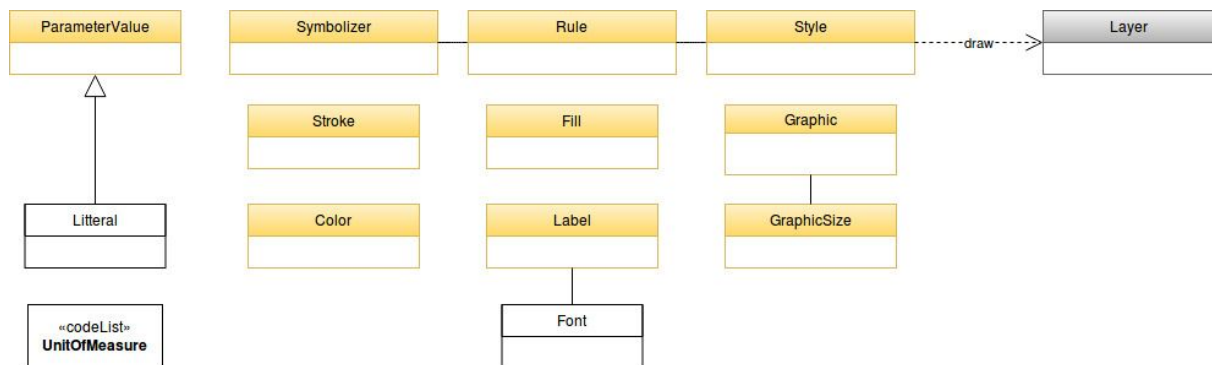 ParameterValue
Symbolizer
Rule
Style
draw
Layer
Stroke
Fill
Graphic
Litteral
Color
Label
GraphicSize
«codeList»
UnitOfMeasure
Font